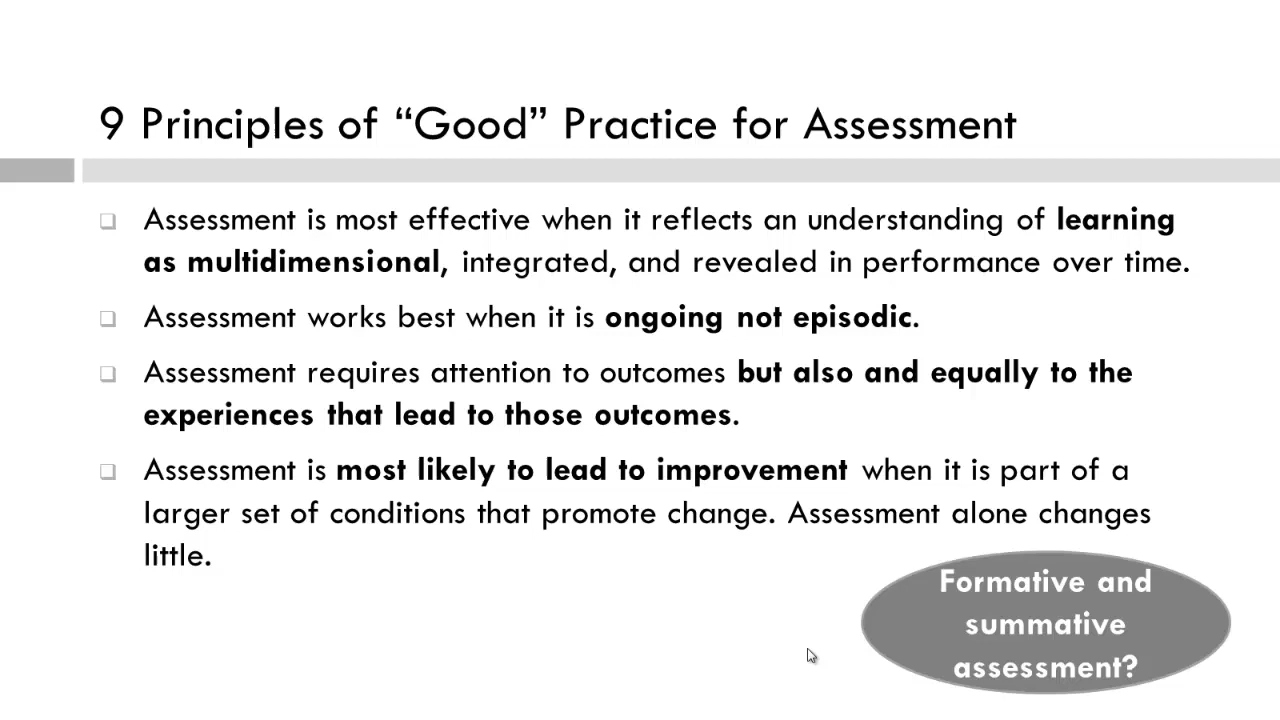 9 Principles of “Good” Practice for Assessment
Assessment is most effective when it reflects an understanding of learning
as multidimensional, integrated, and revealed in performance over time.
Assessment works best when it is ongoing not episodic.
Assessment requires attention to outcomes but also and equally to the
experiences that lead to those outcomes.
Assessment is most likely to lead to improvement when it is part of a
larger set of conditions that promote change. Assessment alone changes
little.
Formative and
summative
assessment?